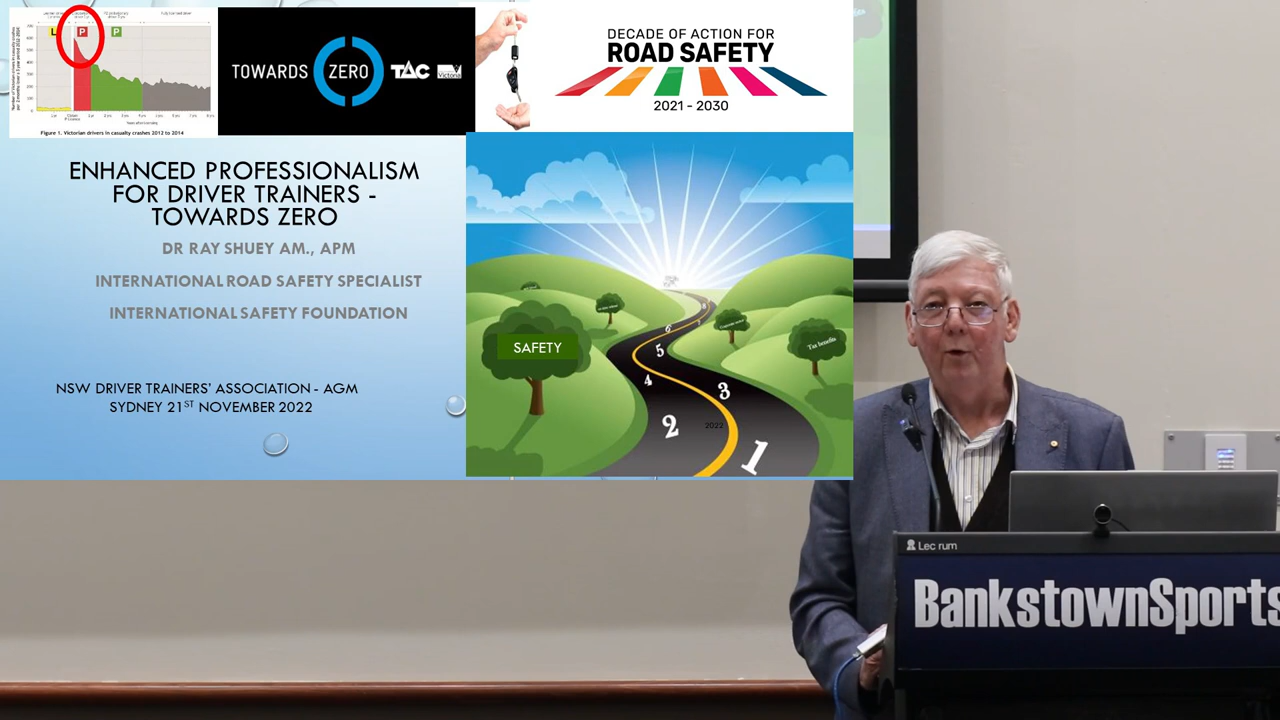 L
P
P
Figure 1. Victorian drivers in casualty crashes 2012 to 2014
TOWARDS ZERO TAC Victoria
DECADE OF ACTION FOR
ROAD SAFETY
2021 - 2030
ENHANCED PROFESSIONALISM
FOR DRIVER TRAINERS -
TOWARDS ZERO
DR RAY SHUEY AM., APM
INTERNATIONAL ROAD SAFETY SPECIALIST
INTERNATIONAL SAFETY FOUNDATION
NSW DRIVER TRAINERS' ASSOCIATION - AGM
SYDNEY 21ST NOVEMBER 2022
SAFETY
Tax benefits
6
5
4
3
2
2022
1
Lec rum
BankstownSports